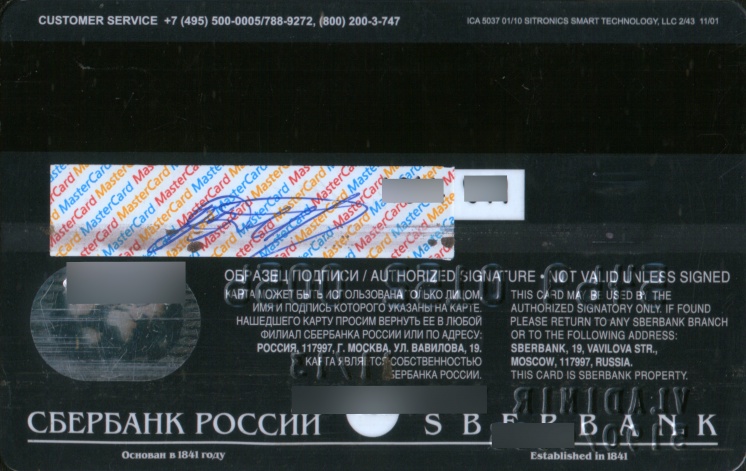 CUSTOMER SERVICE +7 (495) 500-0005/788-9272, (800) 200-3-747
ICA 5037 01/10 SITRONICS SMART TECHNOLOGY, LLC 2/43 11/01
MasterCard MasterCard MasterCard MasterCard
ОБРАЗЕЦ ПОДПИСИ / AUTHORIZED SIGNATURE • NOT VALID UNLESS SIGNED
КАРТА МОЖЕТ БЫТЬ ИСПОЛЬЗОВАНА ТОЛЬКО ЛИЦОМ,
ИМЯ И ПОДПИСЬ КОТОРОГО УКАЗАНЫ НА КАРТЕ.
НАШЕДШЕГО КАРТУ ПРОСИМ ВЕРНУТЬ ЕЕ В ЛЮБОЙ
ФИЛИАЛ СБЕРБАНКА РОССИИ ИЛИ ПО АДРЕСУ:
РОССИЯ, 117997, Г. МОСКВА, УЛ. ВАВИЛОВА, 19.
КАРТА ЯВЛЯЕТСЯ СОБСТВЕННОСТЬЮ
СБЕРБАНКА РОССИИ.
THIS CARD MAY BE USED BY THE
AUTHORIZED SIGNATORY ONLY. IF FOUND
PLEASE RETURN TO ANY SBERBANK BRANCH
OR TO THE FOLLOWING ADDRESS:
SBERBANK, 19, VAVILOVA STR.,
MOSCOW, 117997, RUSSIA.
THIS CARD IS SBERBANK PROPERTY.
СБЕРБАНК РОССИИ
SBERBANK
Основан в 1841 году
Established in 1841